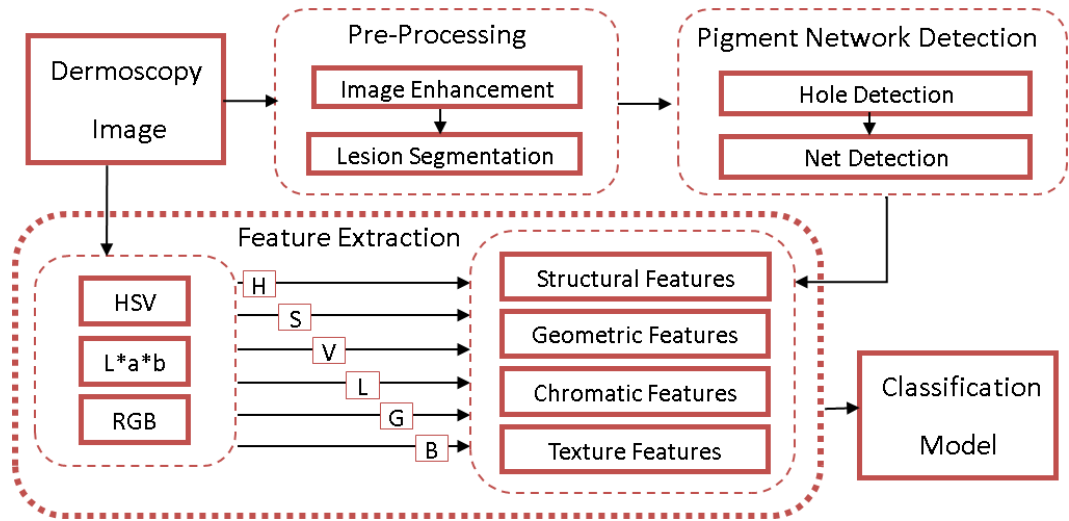 Dermoscopy
Image
Pre-Processing
Image Enhancement
Lesion Segmentation
Pigment Network Detection
Hole Detection
Net Detection
Feature Extraction
HSV
L*a*b
RGB
H
S
V
L
G
B
Structural Features
Geometric Features
Chromatic Features
Texture Features
Classification
Model